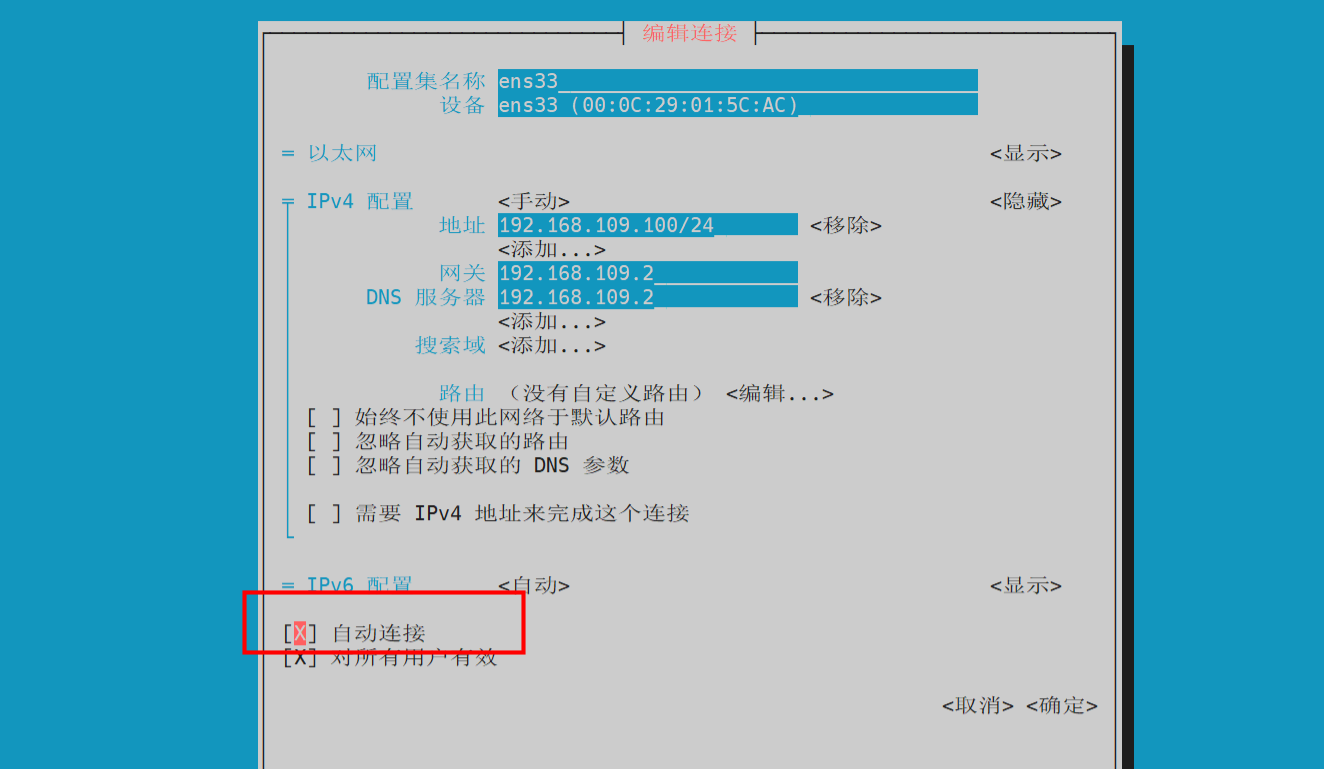 编辑连接
配置集名称 ens33
设备 ens33 (00:0C:29:01:5C:AC)
= 以太网 <显示>
= IPv4 配置 <手动> <隐藏>
地址 192.168.109.100/24 <移除>
<添加...>
网关 192.168.109.2
DNS 服务器 192.168.109.2 <移除>
<添加...>
搜索域 <添加...>
路由 （没有自定义路由） <编辑...>
[ ] 始终不使用此网络于默认路由
[ ] 忽略自动获取的路由
[ ] 忽略自动获取的 DNS 参数
[ ] 需要 IPv4 地址来完成这个连接
= IPv6 配置 <自动> <显示>
[X] 自动连接
[X] 对所有用户有效
<取消> <确定>